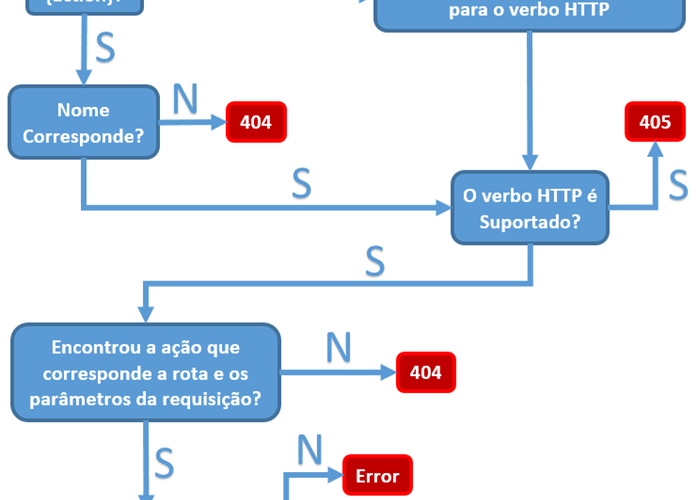 {action}?
para o verbo HTTP
S
Nome
Corresponde?
N
404
405
S
S
O verbo HTTP é
Suportado?
S
Encontrou a ação que
corresponde a rota e os
parâmetros da requisição?
N
404
S
N
Error